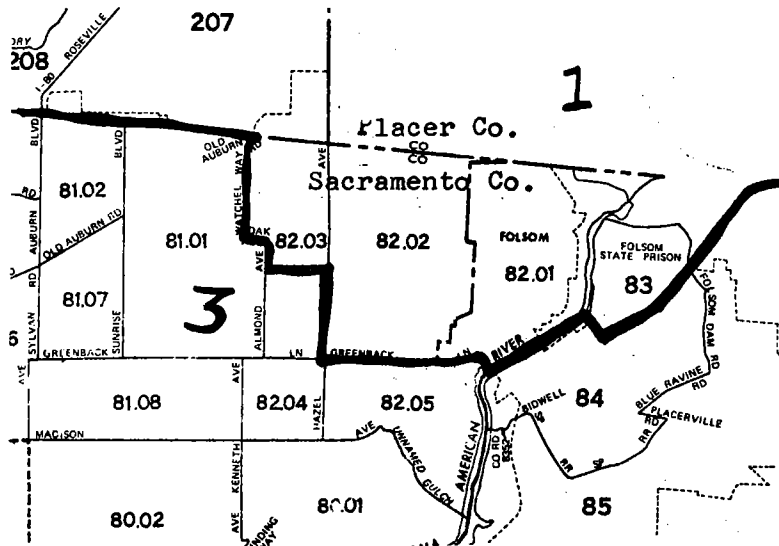 207
208
I-80
ROSEVILLE
1
Placer Co.
CO
CO
Sacramento Co.
BLVD
BLVD
OLD
AUBURN
RD
WATCHEL WAY
AVE
81.02
RD
AUBURN
OLD AUBURN RD
81.01
OAK
AVE
82.03
82.02
FOLSOM
82.01
FOLSOM
STATE PRISON
83
RD
SYLVAN
81.07
SUNRISE
3
ALMOND
FOLSOM DAM RD
GREENBACK
LN
GREENBACK
LN
RIVER
AVE
81.08
AVE
82.04
HAZEL
82.05
AMERICAN
BIDWELL
84
BLUE RAVINE
RD
PLACERVILLE
RD
RR
MADISON
AVE
UNNAMED GULCH
CO RD
RR
KENNETH
AVE
80.02
80.01
85